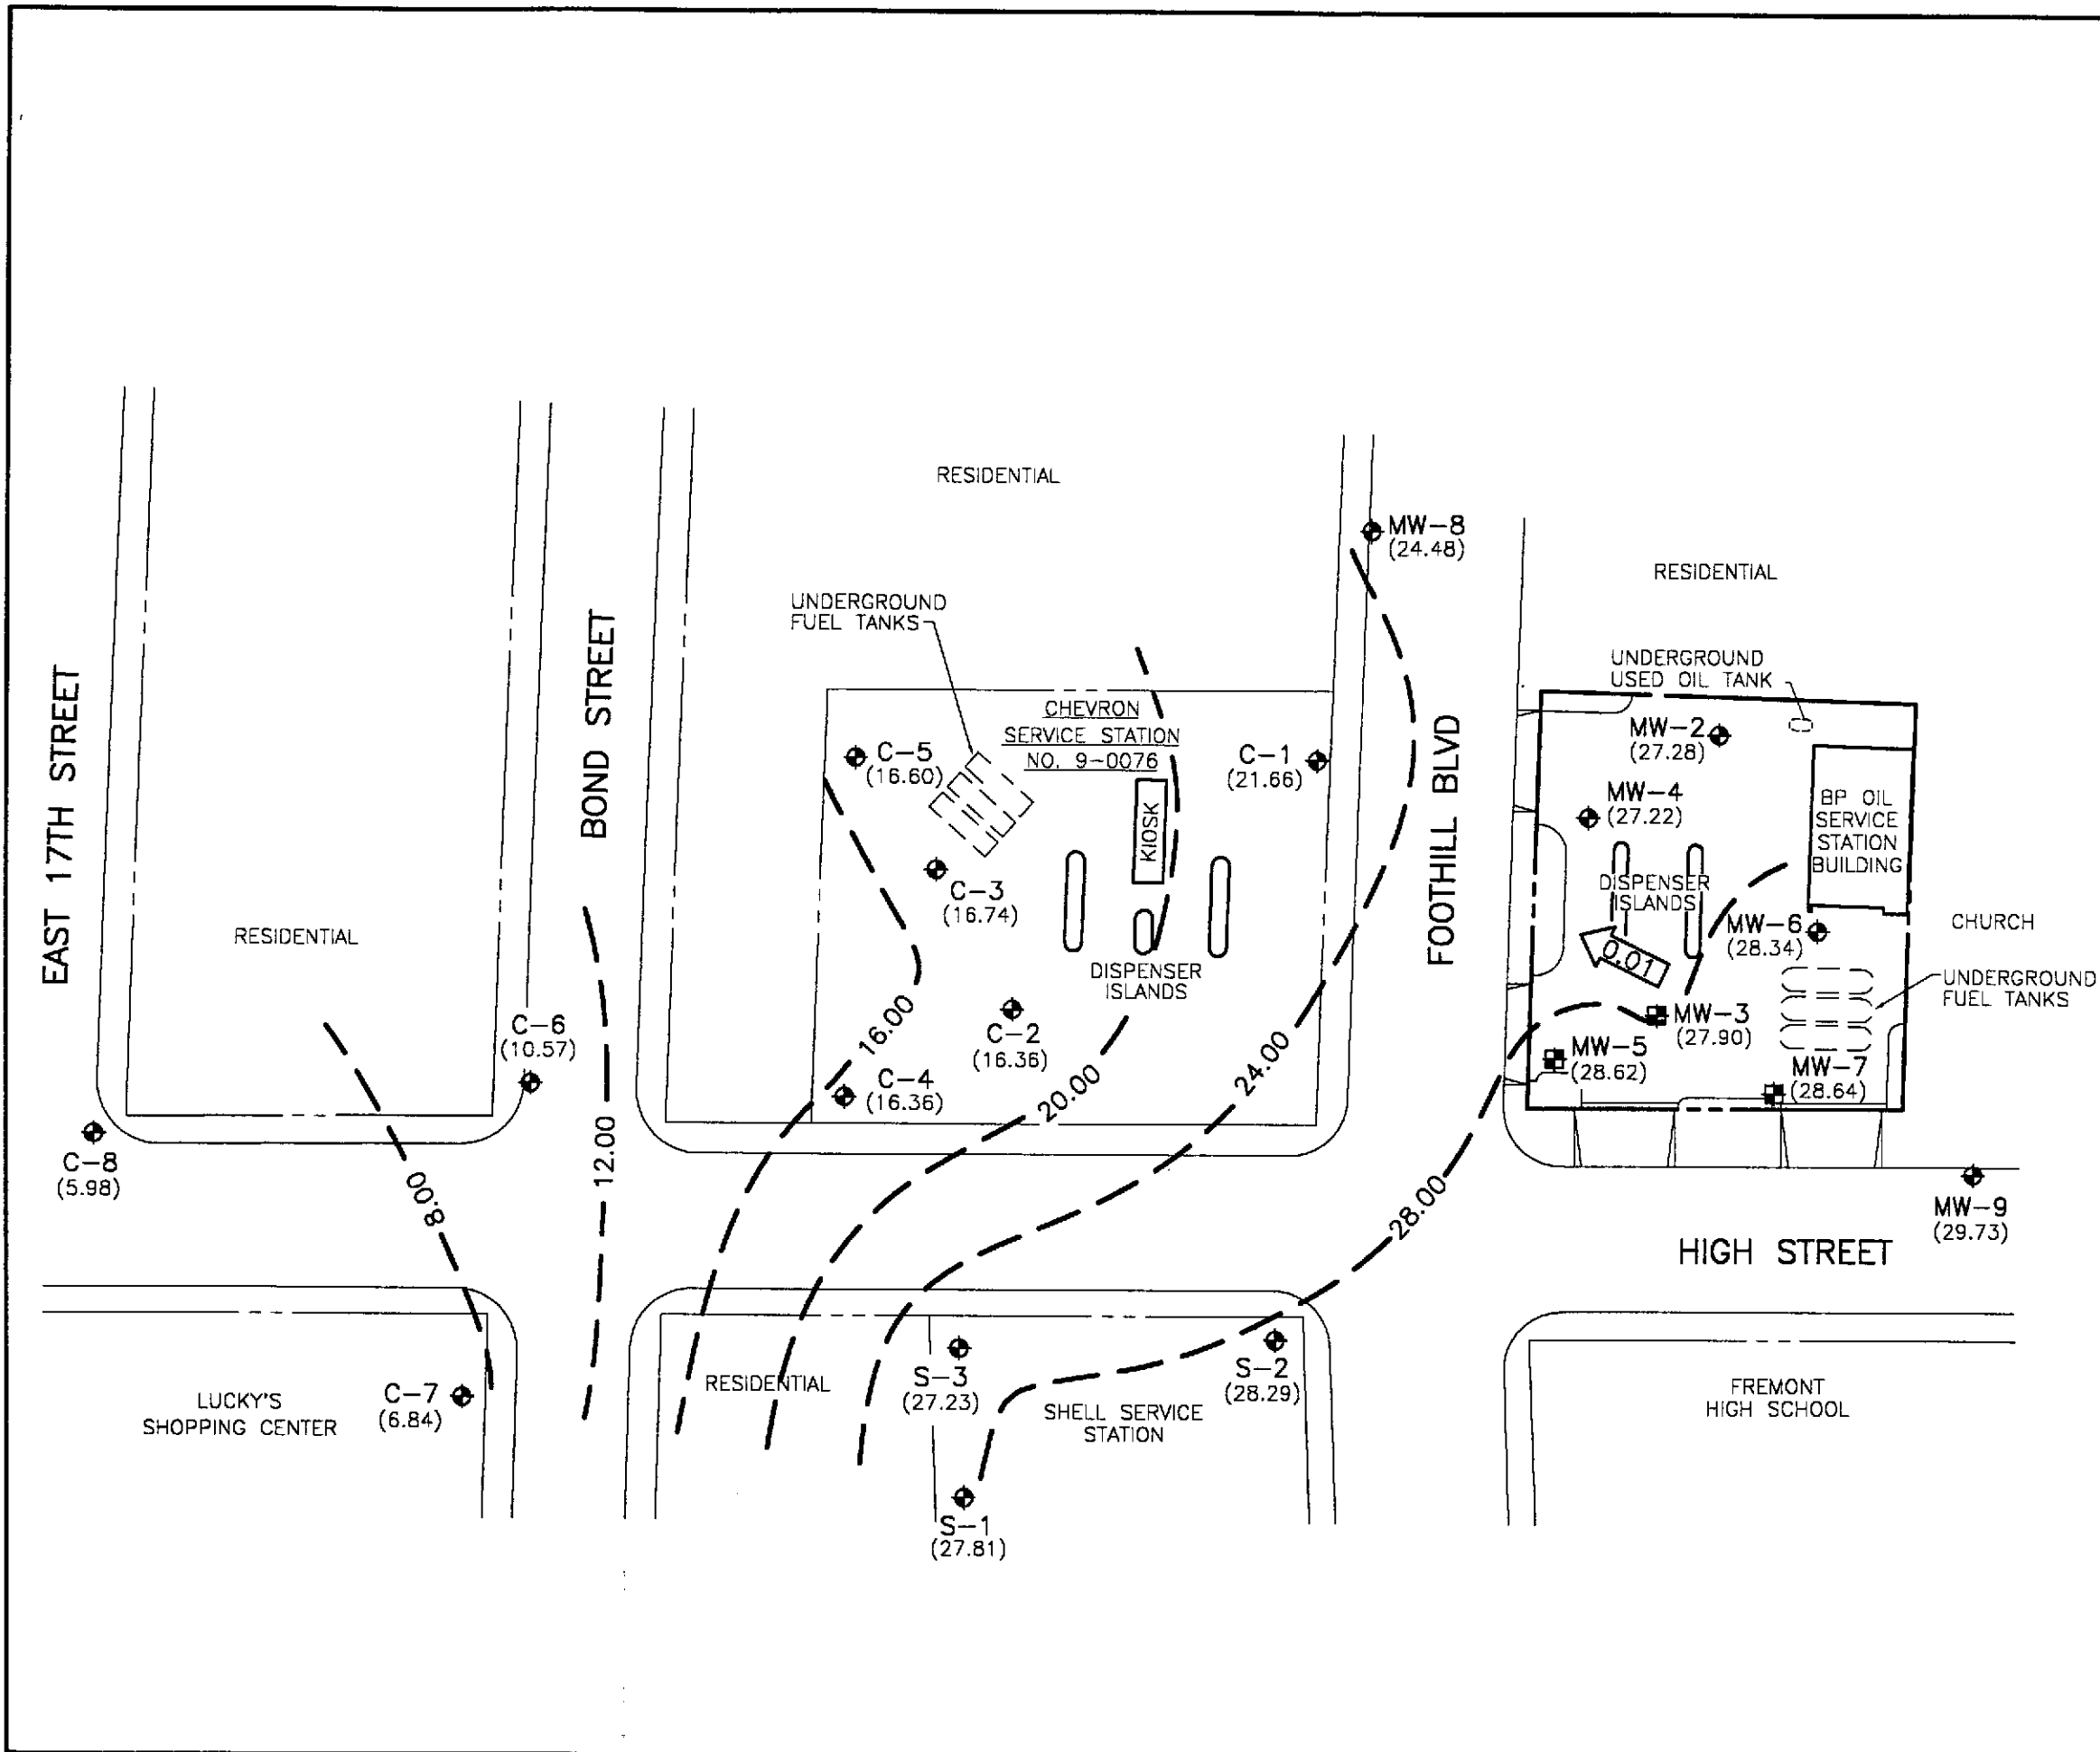 RESIDENTIAL
MW-8
(24.48)
RESIDENTIAL
UNDERGROUND
FUEL TANKS
UNDERGROUND
USED OIL TANK
EAST 17TH STREET
BOND STREET
CHEVRON
SERVICE STATION
NO. 9-0076
C-5
(16.60)
C-1
(21.66)
FOOTHILL BLVD
MW-2
(27.28)
MW-4
(27.22)
BP OIL
SERVICE
STATION
BUILDING
KIOSK
C-3
(16.74)
DISPENSER
ISLANDS
DISPENSER
ISLANDS
MW-6
(28.34)
CHURCH
0.01
UNDERGROUND
FUEL TANKS
RESIDENTIAL
C-6
(10.57)
16.00
C-2
(16.36)
24.00
MW-3
(27.90)
MW-5
(28.62)
MW-7
(28.64)
C-4
(16.36)
20.00
C-8
(5.98)
8.00
12.00
28.00
MW-9
(29.73)
HIGH STREET
LUCKY'S
SHOPPING CENTER
C-7
(6.84)
RESIDENTIAL
S-3
(27.23)
SHELL SERVICE
STATION
S-2
(28.29)
FREMONT
HIGH SCHOOL
S-1
(27.81)